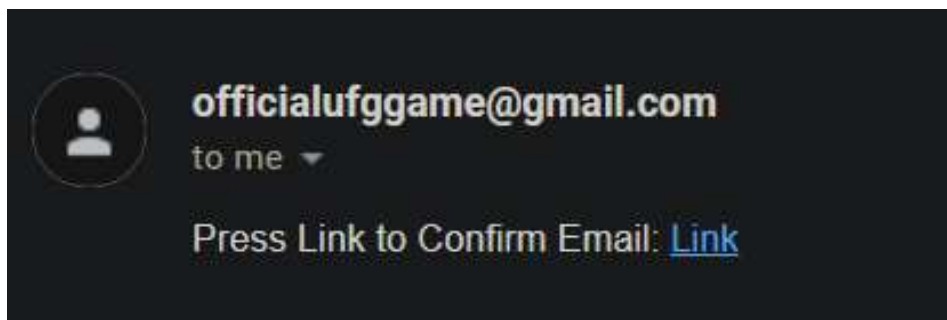 officialufggame@gmail.com
to me
Press Link to Confirm Email: Link